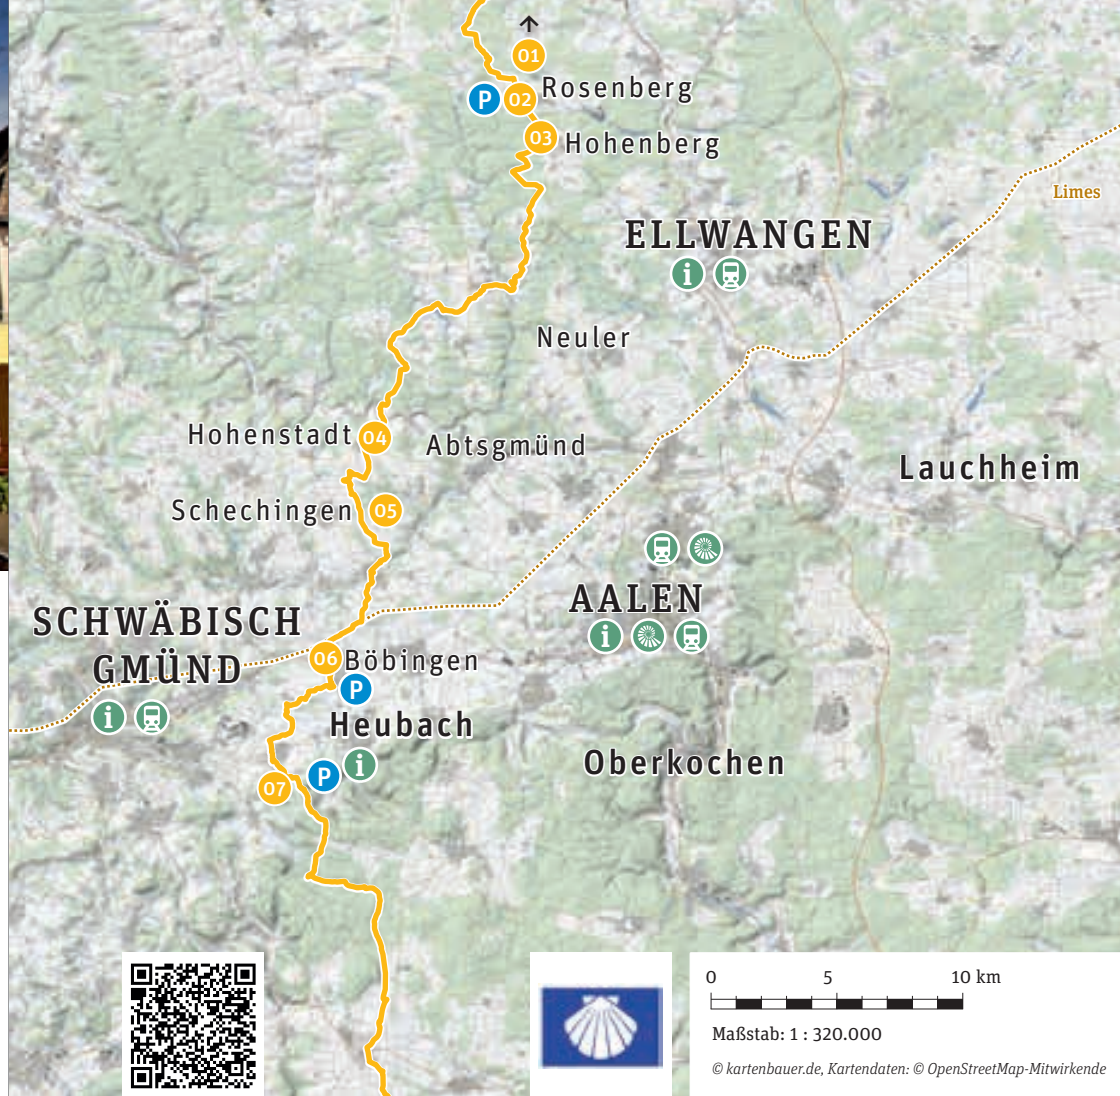 01
Rosenberg
P
02
03
Hohenberg
Limes
ELLWANGEN
i
Neuler
Hohenstadt
04
Abtsgmünd
Lauchheim
Schechingen
05
AALEN
i
SCHWÄBISCH
GMÜND
i
06
Böbingen
P
Heubach
i
P
07
Oberkochen
0 5 10 km
Maßstab: 1 : 320.000
© kartenbauer.de, Kartendaten: © OpenStreetMap-Mitwirkende